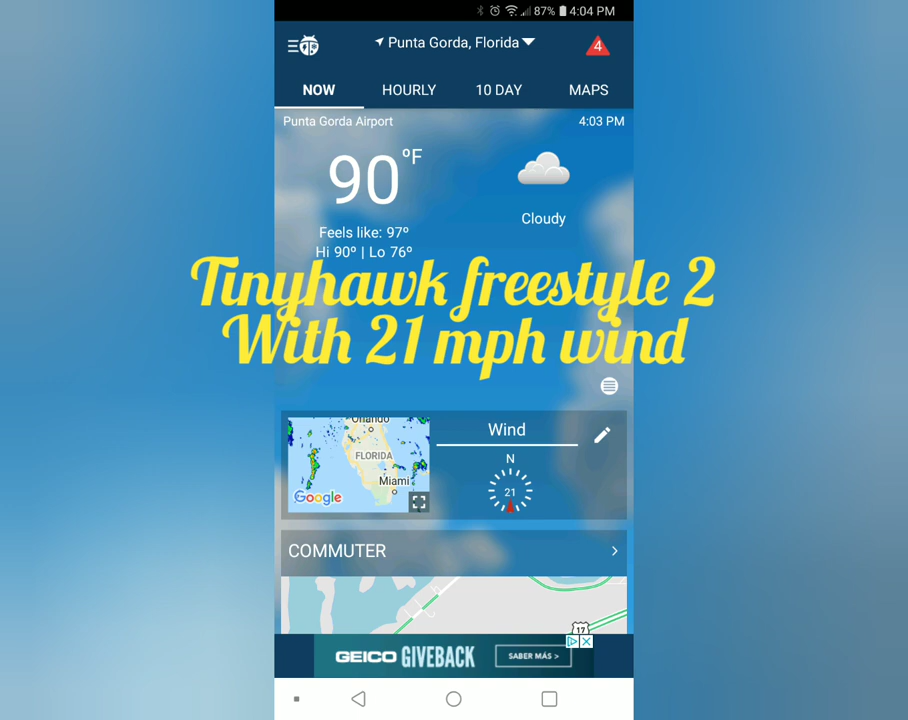 87% 4:04 PM
Punta Gorda, Florida
4
NOW HOURLY 10 DAY MAPS
Punta Gorda Airport 4:03 PM
90°F
Cloudy
Feels like: 97°
Hi 90° | Lo 76°
Tinyhawk freestyle 2
With 21 mph wind
Orlando
FLORIDA
Miami
Google
Wind
N
21
COMMUTER
17
GEICO GIVEBACK SABER MÁS >